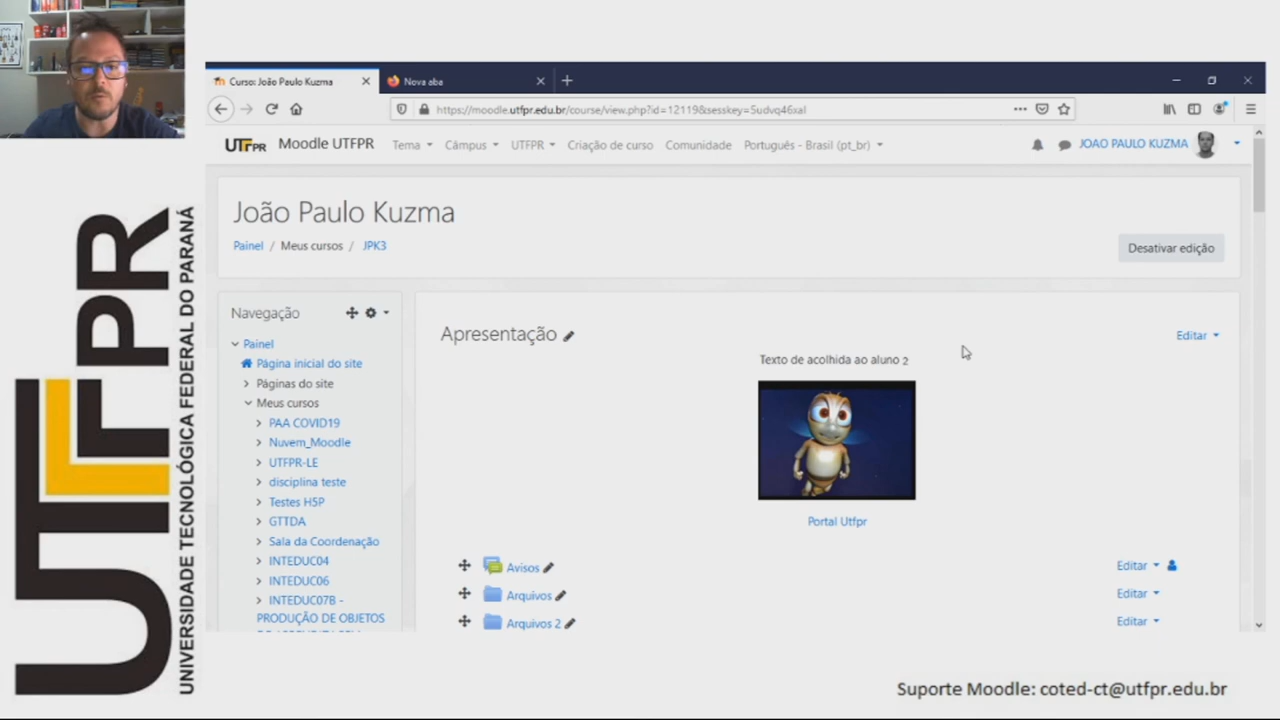 Curso: João Paulo Kuzma
Nova aba
https://moodle.utfpr.edu.br/course/view.php?id=12119&sesskey=5udvq46xal
UTFPR Moodle UTFPR Tema Câmpus UTFPR Criação de curso Comunidade Português - Brasil (pt_br) JOAO PAULO KUZMA
João Paulo Kuzma
Painel / Meus cursos / JPK3
Desativar edição
Navegação
Painel
Página inicial do site
Páginas do site
Meus cursos
PAA COVID19
Nuvem_Moodle
UTFPR-LE
disciplina teste
Testes H5P
GTTDA
Sala da Coordenação
INTEDUC04
INTEDUC06
INTEDUC07B -
PRODUÇÃO DE OBJETOS
Apresentação
Editar
Texto de acolhida ao aluno 2
Portal Utfpr
Avisos Editar
Arquivos Editar
Arquivos 2 Editar
UTFPR
UNIVERSIDADE TECNOLÓGICA FEDERAL DO PARANÁ
Suporte Moodle: coted-ct@utfpr.edu.br